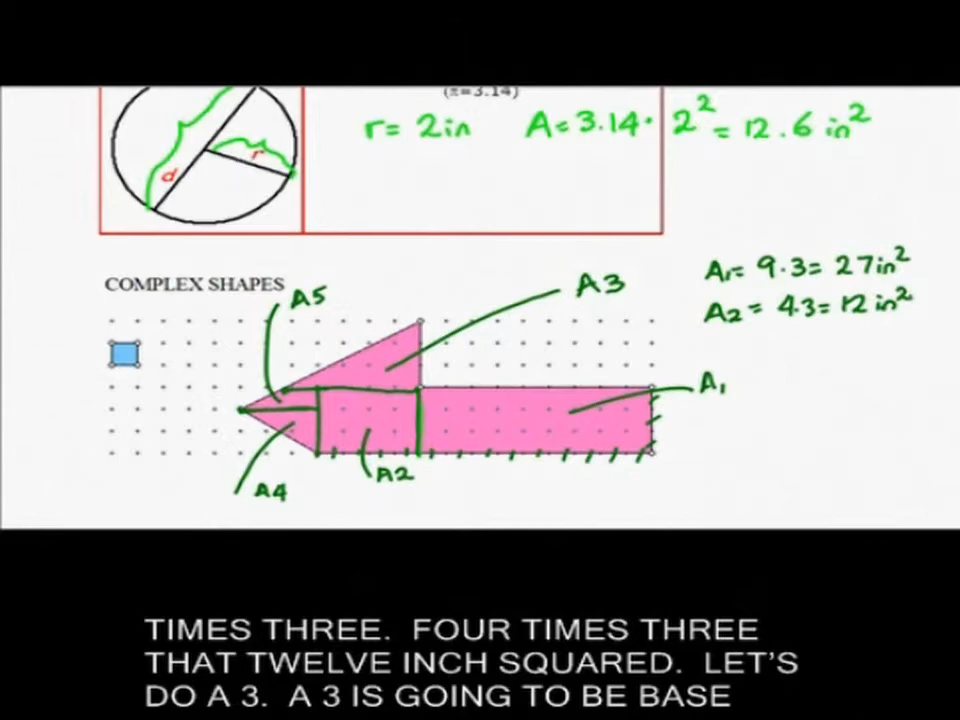 (π=3.14)
r= 2in A= 3.14· 2² = 12.6 in²
d
r
COMPLEX SHAPES
A₁= 9·3= 27in²
A5
A3
A₂ = 4·3= 12 in²
A₁
A4
A2
TIMES THREE. FOUR TIMES THREE
THAT TWELVE INCH SQUARED. LET'S
DO A 3. A 3 IS GOING TO BE BASE